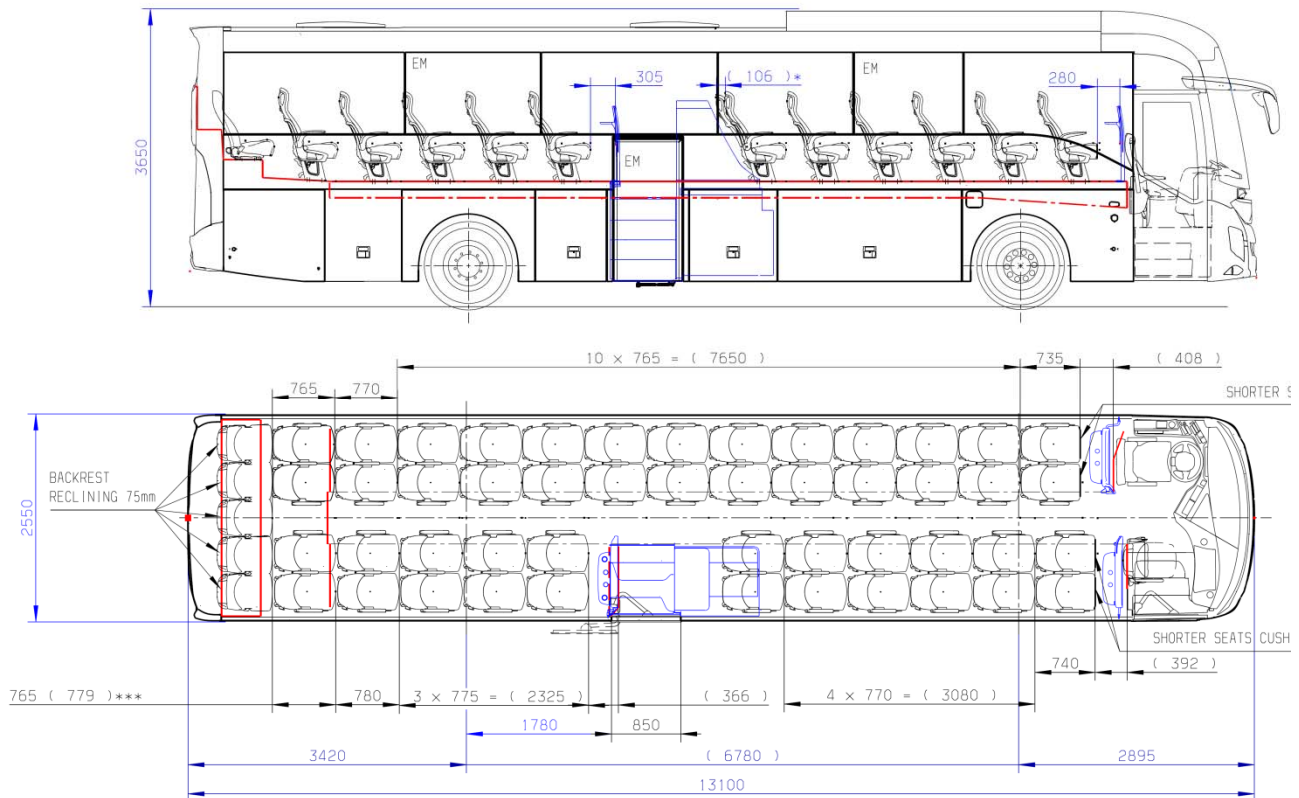 EM
EM
305
( 106 )*
280
3650
EM
10 x 765 = ( 7650 )
735
( 408 )
765
770
SHORTER S
BACKREST
RECLINING 75mm
2550
SHORTER SEATS CUSH
740
( 392 )
765 ( 779 )***
780
3 x 775 = ( 2325 )
( 366 )
4 x 770 = ( 3080 )
1780
850
3420
( 6780 )
2895
13100